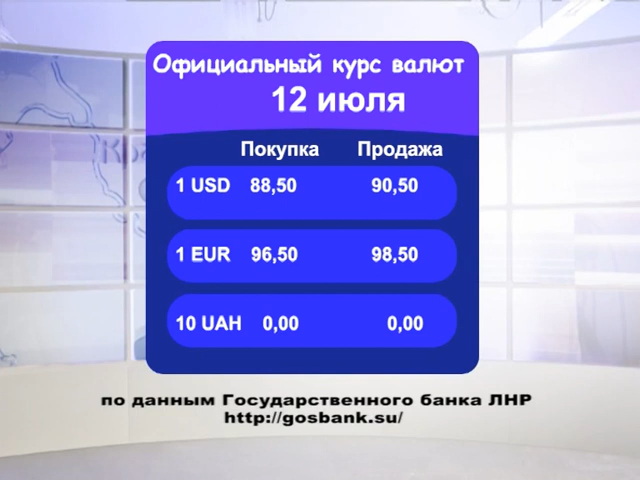 Официальный курс валют
12 июля
Покупка Продажа
1 USD 88,50 90,50
1 EUR 96,50 98,50
10 UAH 0,00 0,00
по данным Государственного банка ЛНР
http://gosbank.su/